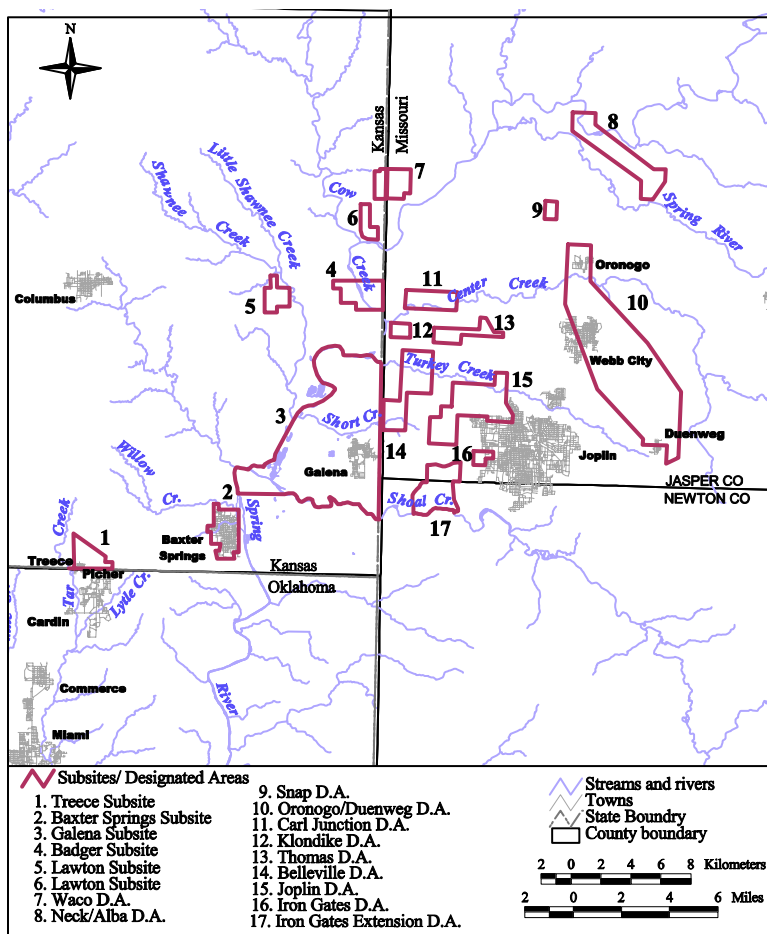 N
Kansas
Missouri
8
7
Shawnee
Creek
Little Shawnee Creek
Cow
Creek
6
9
Spring River
Oronogo
4
11
Center Creek
10
Columbus
5
12
13
Webb City
Turkey Creek
15
3
Short Cr.
Galena
14
16
Joplin
Duenweg
JASPER CO
NEWTON CO
Willow
Cr.
2
Spring
Shoal Cr.
17
Creek
1
Baxter
Springs
Treece
Kansas
Oklahoma
Picher
Tar
Lytle Cr.
Cardin
Commerce
River
Miami
Subsites/ Designated Areas
1. Treece Subsite
2. Baxter Springs Subsite
3. Galena Subsite
4. Badger Subsite
5. Lawton Subsite
6. Lawton Subsite
7. Waco D.A.
8. Neck/Alba D.A.
9. Snap D.A.
10. Oronogo/Duenweg D.A.
11. Carl Junction D.A.
12. Klondike D.A.
13. Thomas D.A.
14. Belleville D.A.
15. Joplin D.A.
16. Iron Gates D.A.
17. Iron Gates Extension D.A.
Streams and rivers
Towns
State Boundry
County boundary
2 0 2 4 6 8 Kilometers
2 0 2 4 6 Miles